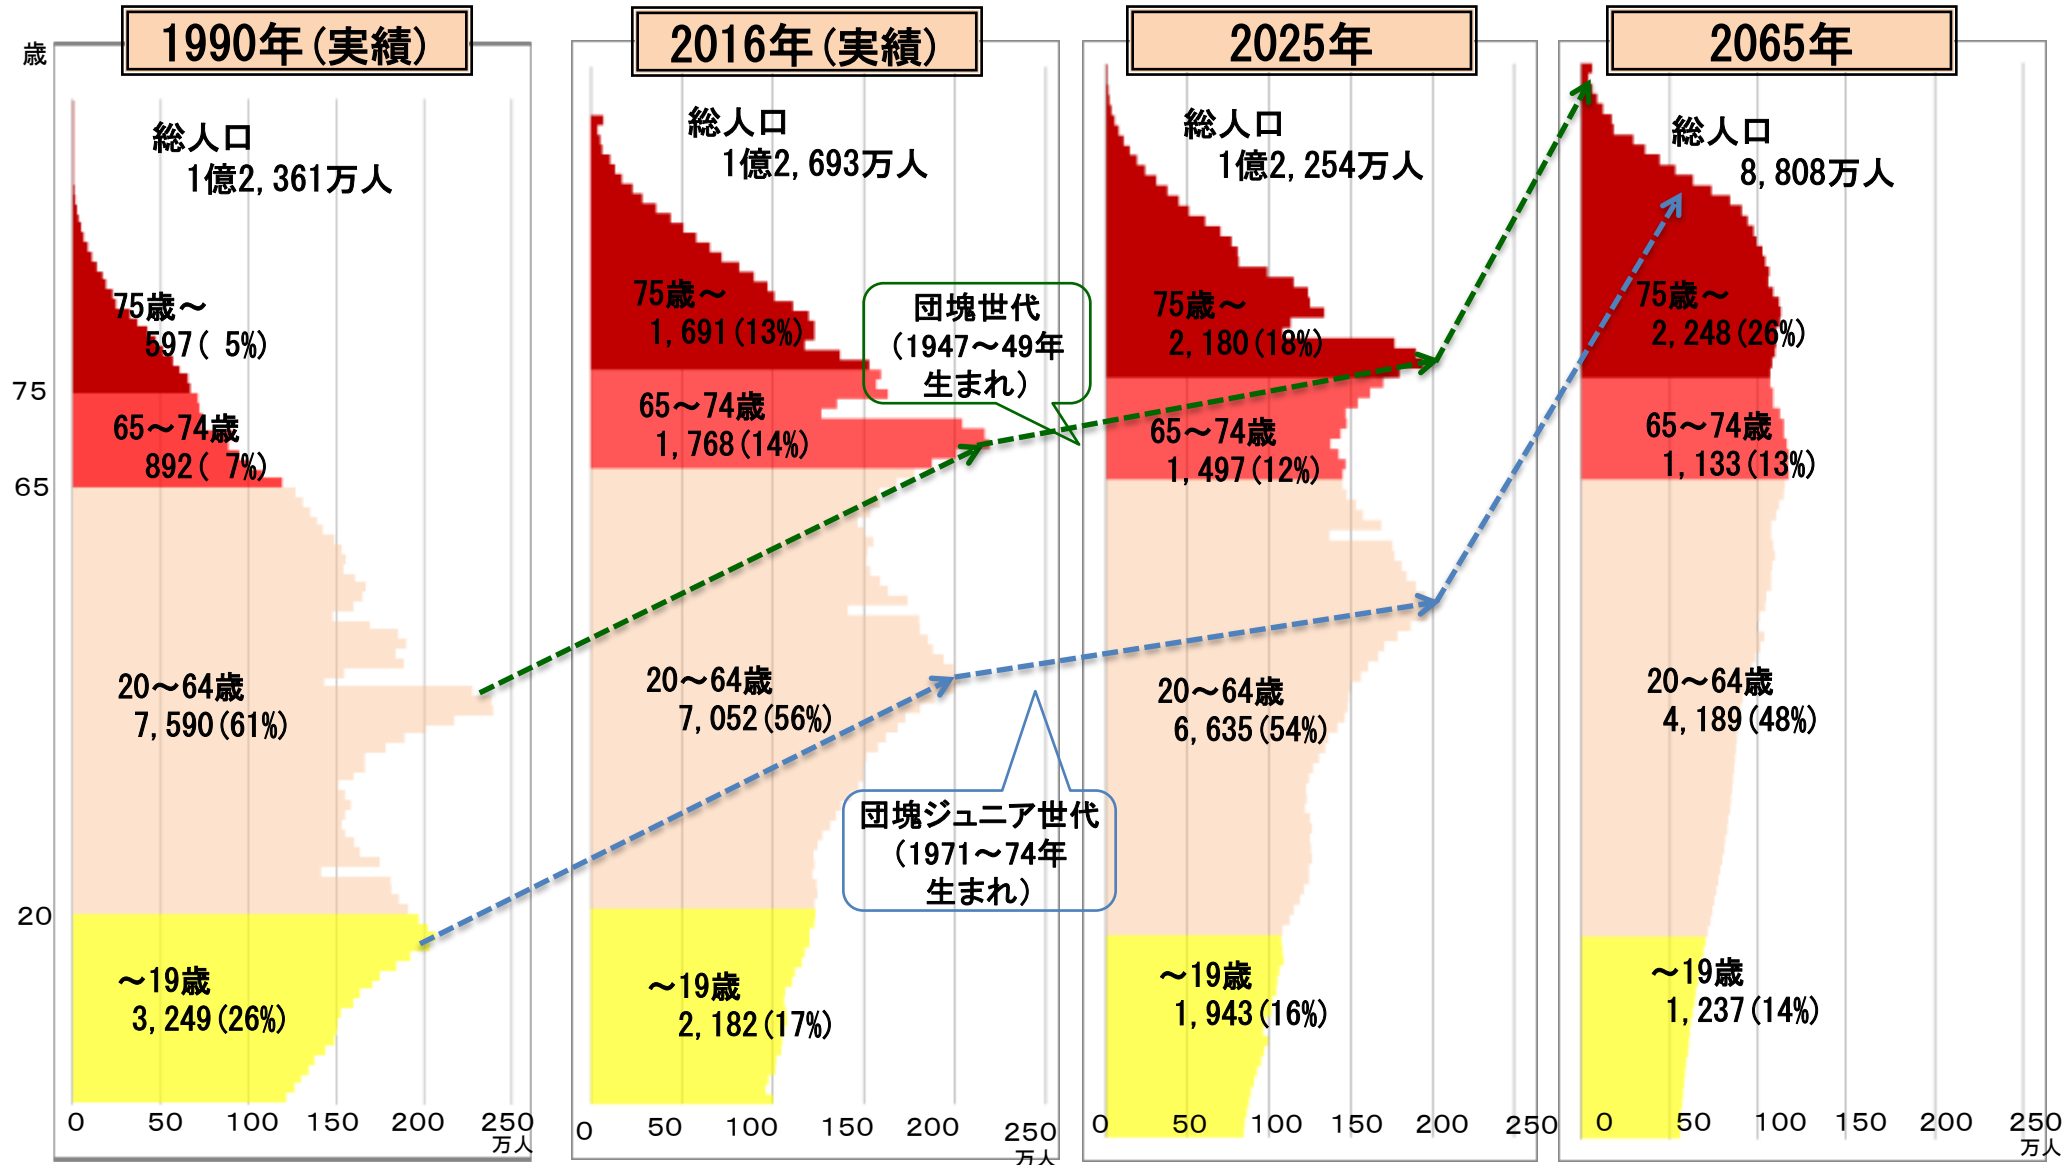 1990年(実績)
歳
総人口
1億2,361万人
75歳～
597( 5%)
75
65～74歳
892( 7%)
65
20～64歳
7,590(61%)
20
～19歳
3,249(26%)
0 50 100 150 200 250
万人
2016年(実績)
総人口
1億2,693万人
75歳～
1,691(13%)
65～74歳
1,768(14%)
20～64歳
7,052(56%)
～19歳
2,182(17%)
0 50 100 150 200 250
万人
団塊世代
(1947～49年
生まれ)
団塊ジュニア世代
(1971～74年
生まれ)
2025年
総人口
1億2,254万人
75歳～
2,180(18%)
65～74歳
1,497(12%)
20～64歳
6,635(54%)
～19歳
1,943(16%)
0 50 100 150 200 250
2065年
総人口
8,808万人
75歳～
2,248(26%)
65～74歳
1,133(13%)
20～64歳
4,189(48%)
～19歳
1,237(14%)
0 50 100 150 200 250
万人